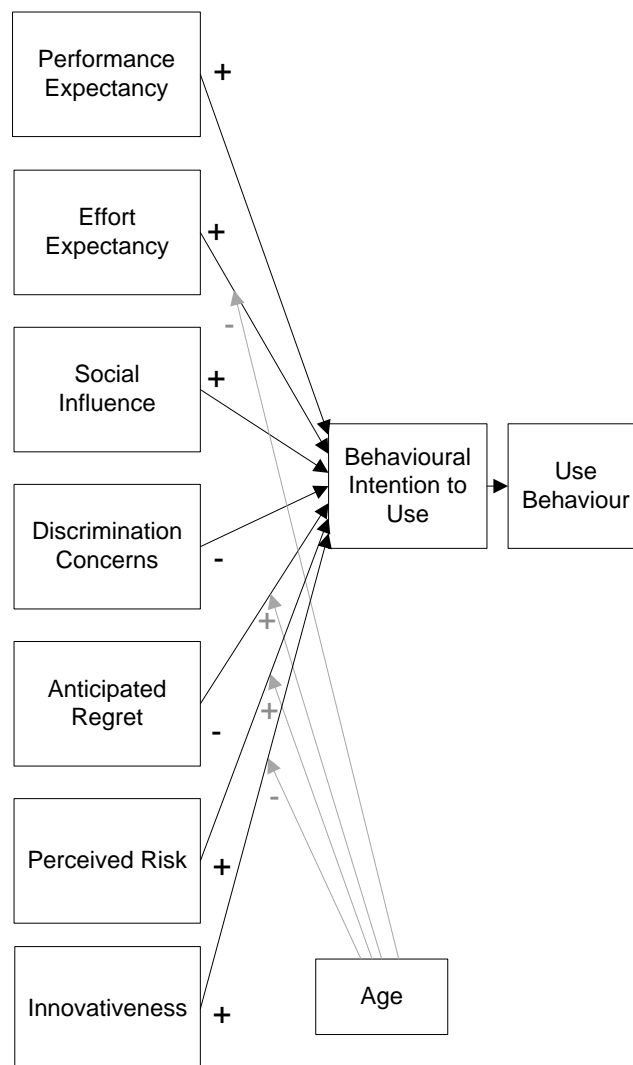 Performance
Expectancy
+
Effort
Expectancy
+
-
Social
Influence
+
Behavioural
Intention to
Use
Use
Behaviour
Discrimination
Concerns
-
+
Anticipated
Regret
-
+
-
Perceived Risk
+
Innovativeness
+
Age